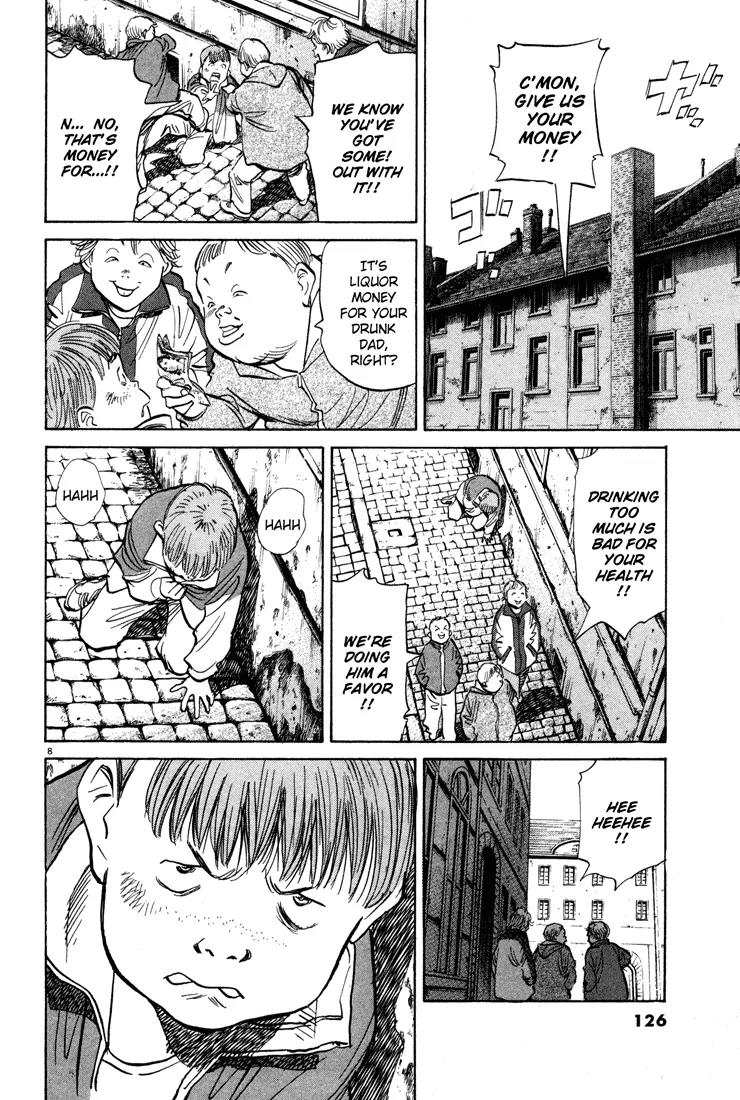 C'MON,
GIVE US
YOUR
MONEY
!!
WE KNOW
YOU'VE
GOT
SOME!
OUT WITH
IT!!
N... NO,
THAT'S
MONEY
FOR...!!
IT'S
LIQUOR
MONEY
FOR YOUR
DRUNK
DAD,
RIGHT?
DRINKING
TOO
MUCH IS
BAD FOR
YOUR
HEALTH
!!
WE'RE
DOING
HIM A
FAVOR
!!
HAHH
HAHH
8
HEE
HEEHEE
!!
126